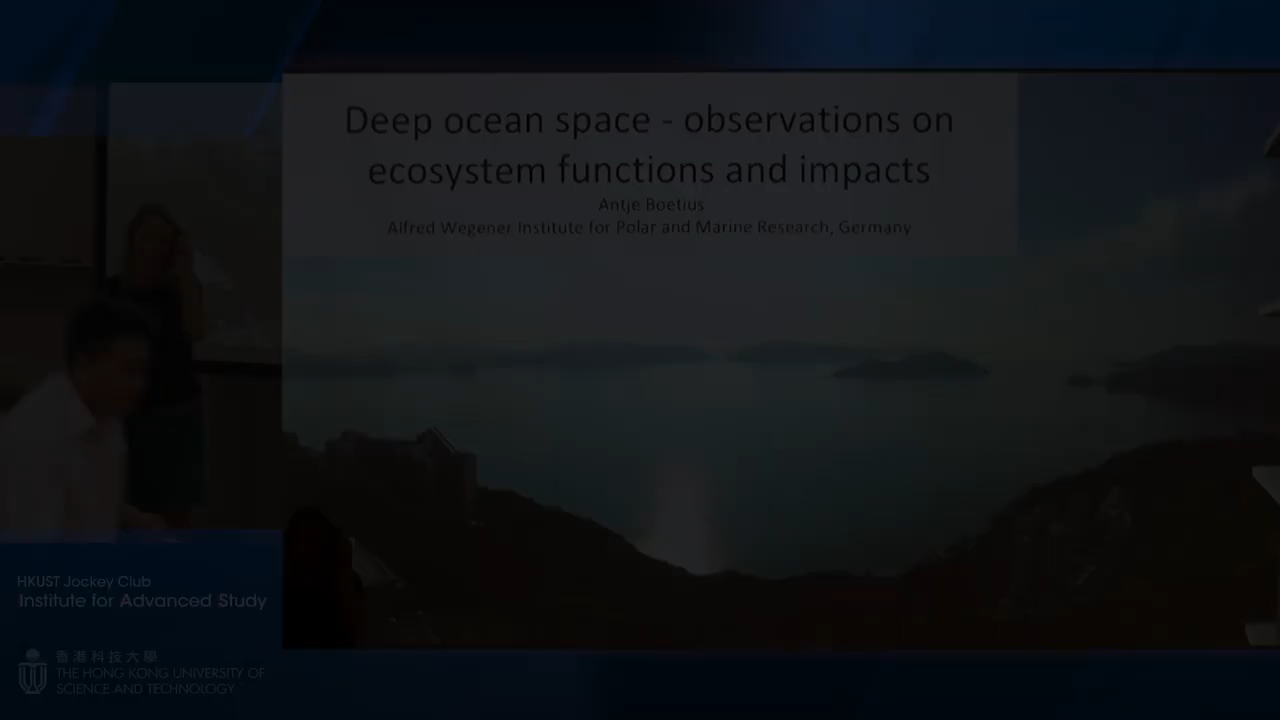 Deep ocean space - observations on
ecosystem functions and impacts
Antje Boetius
Alfred Wegener Institute for Polar and Marine Research, Germany
HKUST Jockey Club
Institute for Advanced Study
香港科技大學
THE HONG KONG UNIVERSITY OF
SCIENCE AND TECHNOLOGY